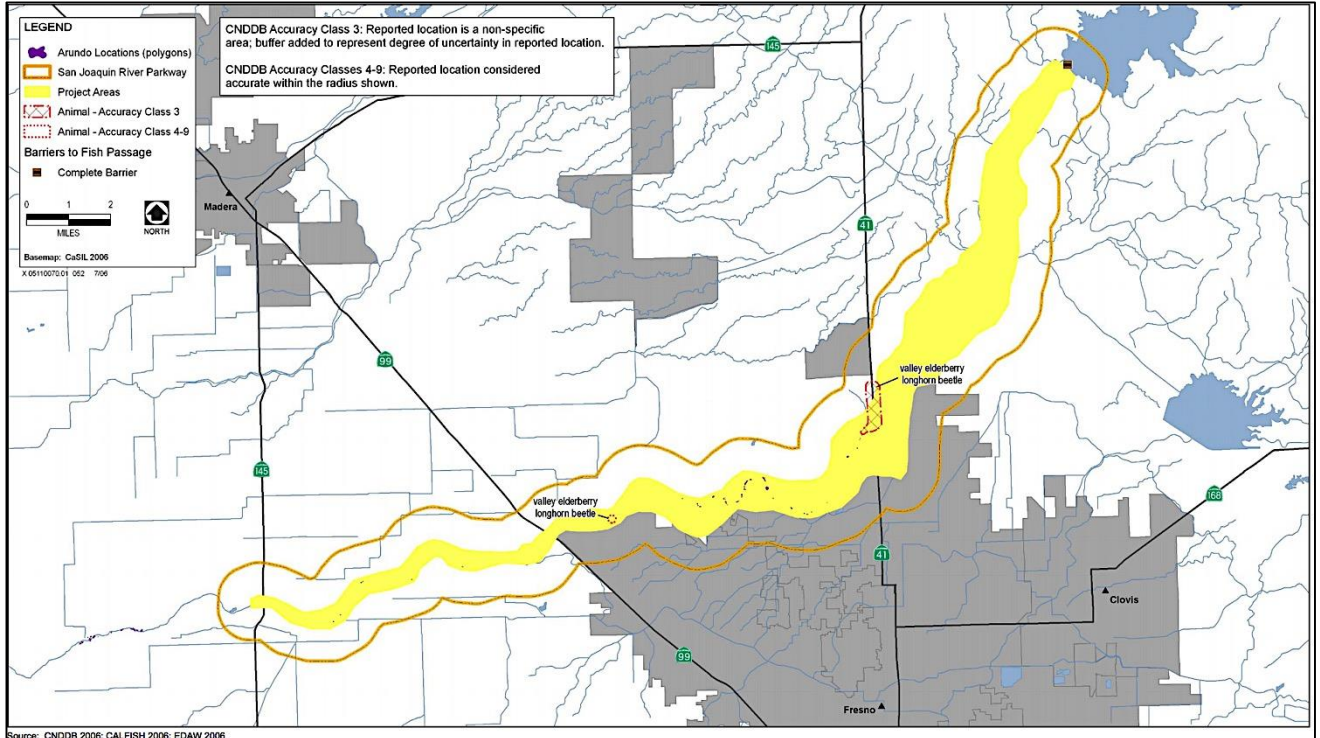 LEGEND
Arundo Locations (polygons)
San Joaquin River Parkway
Project Areas
Animal - Accuracy Class 3
Animal - Accuracy Class 4-9
Barriers to Fish Passage
Complete Barrier
0 1 2
MILES
NORTH
Basemap: CaSIL 2006
X 05110070.01 052 7/06
CNDDB Accuracy Class 3: Reported location is a non-specific
area; buffer added to represent degree of uncertainty in reported location.
CNDDB Accuracy Classes 4-9: Reported location considered
accurate within the radius shown.
145
Madera
41
99
valley elderberry
longhorn beetle
145
168
valley elderberry
longhorn beetle
41
Clovis
99
Fresno
Source: CNDDB 2006; CALFISH 2006; EDAW 2006